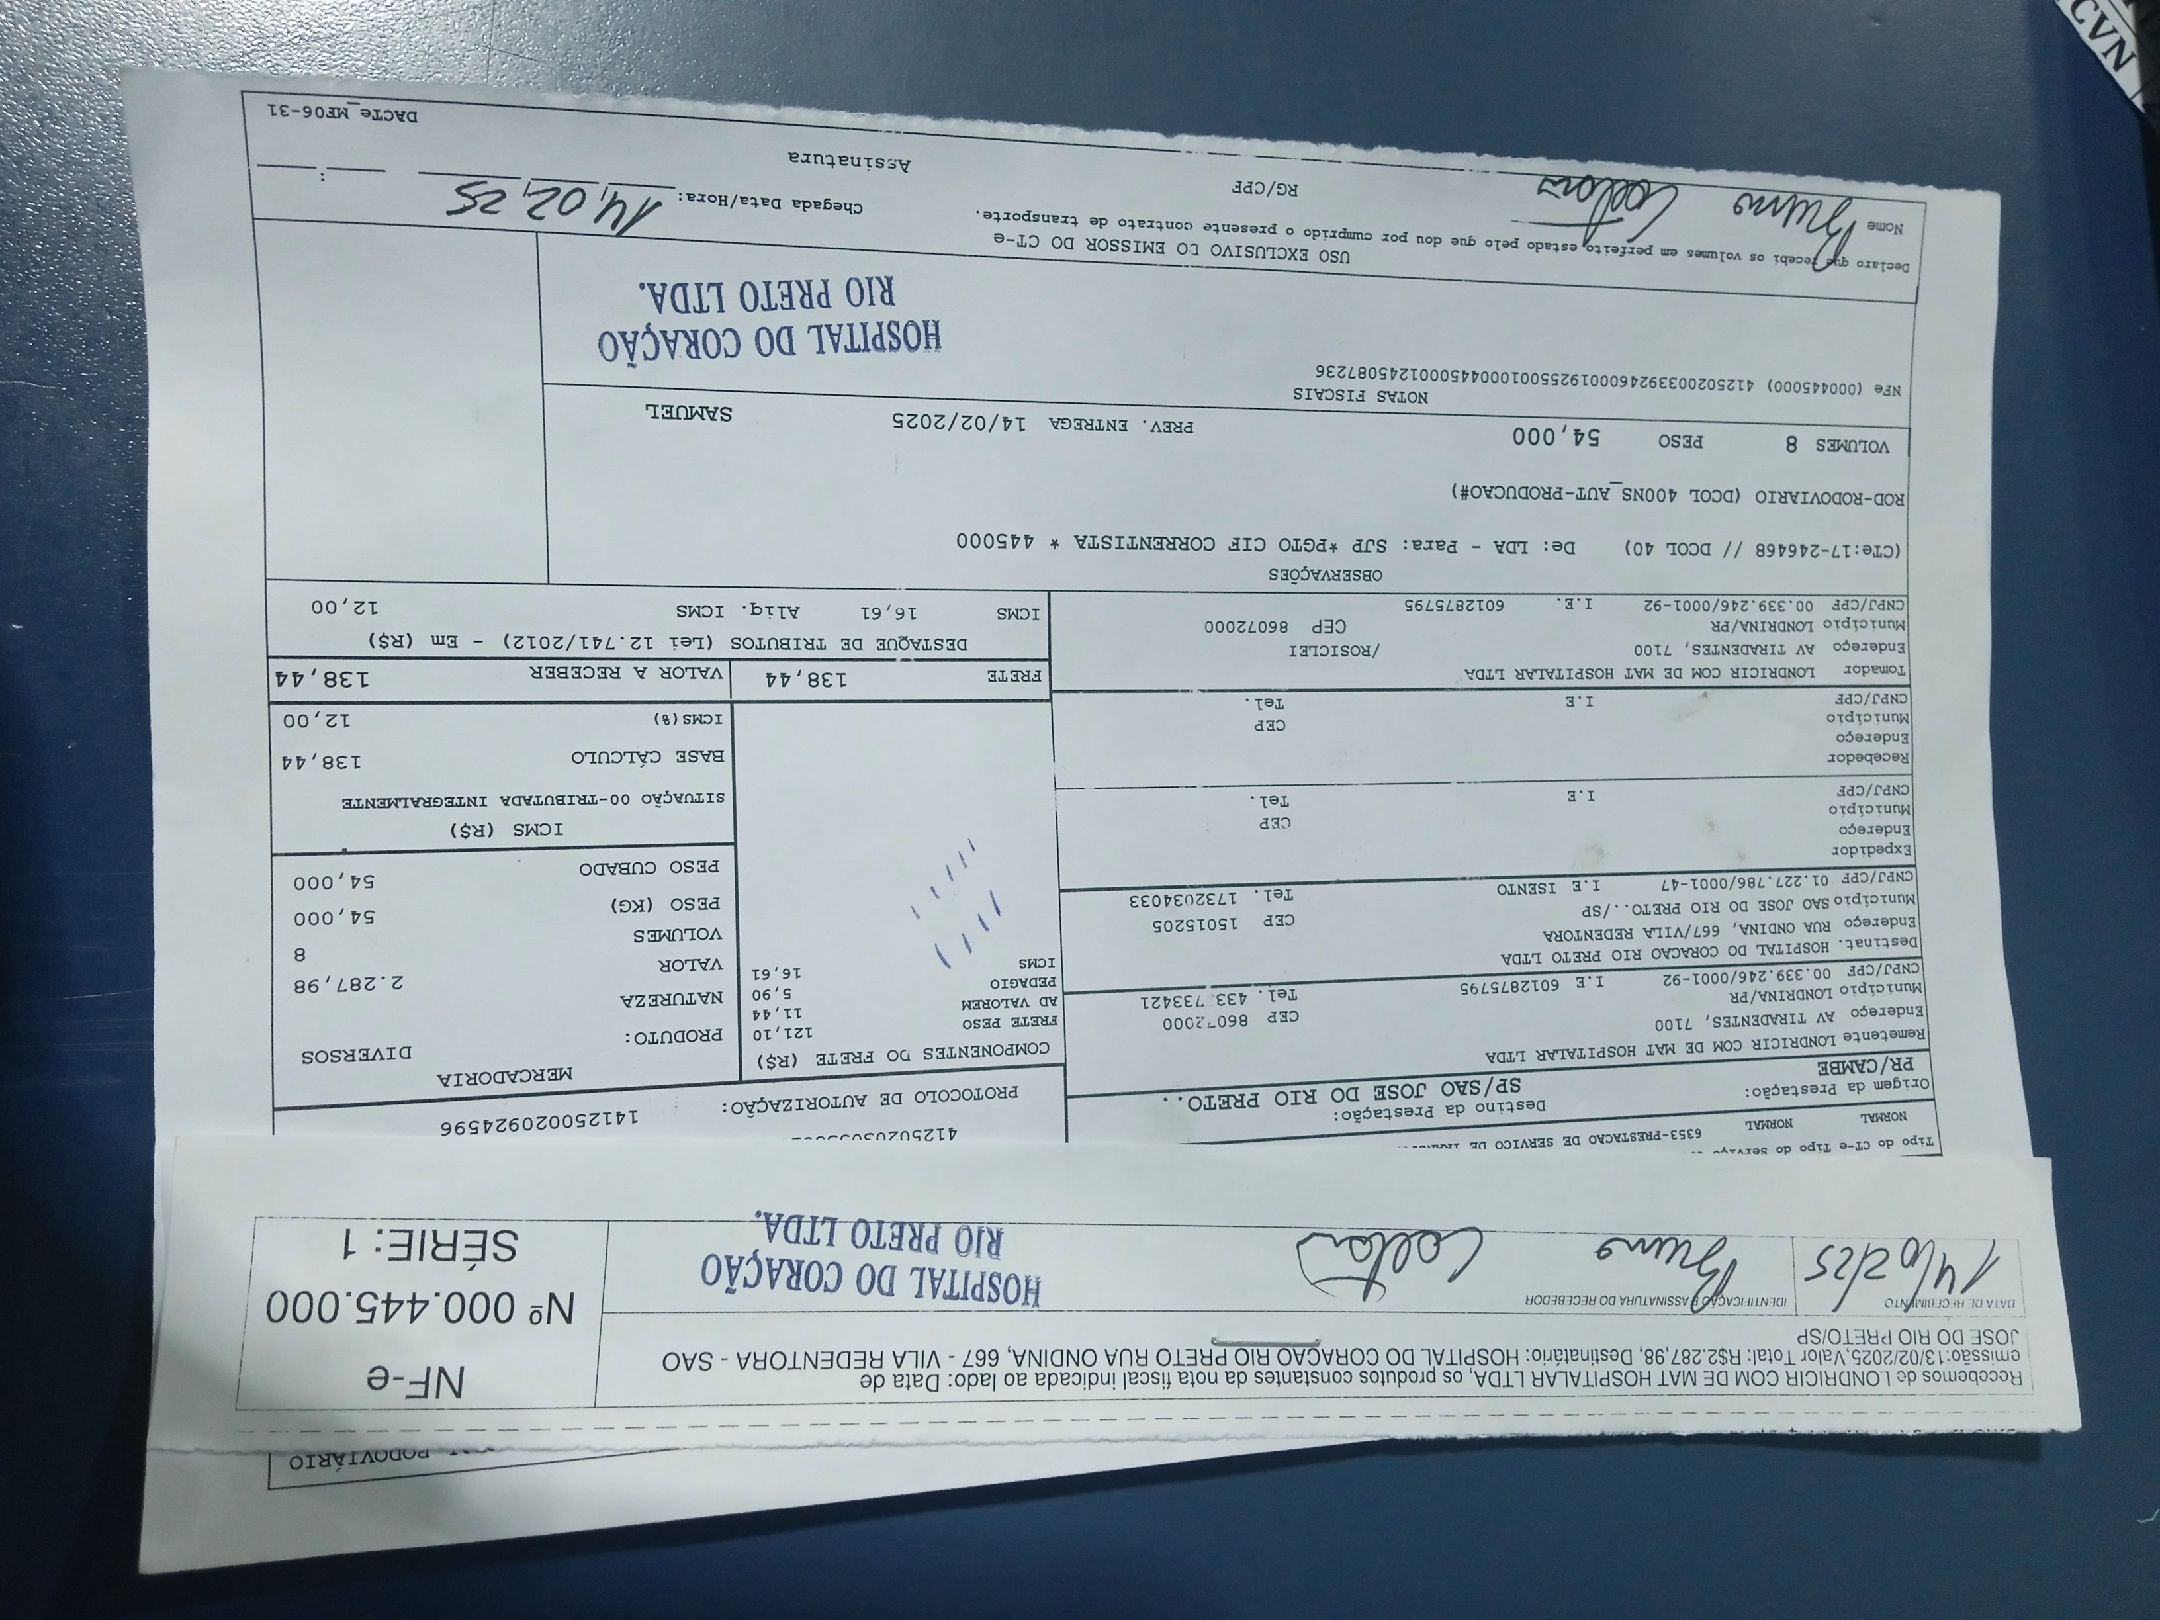 CVN
RODOVIÁRIO
Recebemos de LONDRICIR COM DE MAT HOSPITALAR LTDA, os produtos constantes da nota fiscal indicada ao lado: Data de
emissão:13/02/2025,Valor Total: R$2.287,98, Destinatário: HOSPITAL DO CORACAO RIO PRETO RUA ONDINA, 667 - VILA REDENTORA - SAO
JOSE DO RIO PRETO/SP
DATA DE RECEBIMENTO
14/02/25
IDENTIFICAÇÃO E ASSINATURA DO RECEBEDOR
Bruno
HOSPITAL DO CORAÇÃO
RIO PRETO LTDA.
NF-e
Nº 000.445.000
SÉRIE: 1
Tipo do CT-e Tipo do Serviço
NORMAL NORMAL 6353-PRESTACAO DE SERVICO DE
Origem da Prestação: Destino da Prestação:
PR/CAMBE SP/SAO JOSE DO RIO PRETO..
PROTOCOLO DE AUTORIZAÇÃO: 141250020924596
Remetente LONDRICIR COM DE MAT HOSPITALAR LTDA
Endereço AV TIRADENTES, 7100 CEP 86072000
Município LONDRINA/PR Tel.
CNPJ/CPF 00.339.246/0001-92 I.E 6012875795
Destinat. HOSPITAL DO CORACAO RIO PRETO LTDA
Endereço RUA ONDINA, 667/VILA REDENTORA
Município SAO JOSE DO RIO PRETO../SP CEP 15015205
CNPJ/CPF 01.227.786/0001-47 I.E ISENTO Tel. 1732034033
Expedidor
Endereço
Município CEP
CNPJ/CPF I.E Tel.
Recebedor
Endereço
Município CEP
CNPJ/CPF I.E Tel.
Tomador LONDRICIR COM DE MAT HOSPITALAR LTDA
Endereço AV TIRADENTES, 7100 /ROSICLEI
Município LONDRINA/PR CEP 86072000
CNPJ/CPF 00.339.246/0001-92 I.E. 6012875795
COMPONENTES DO FRETE (R$)
FRETE PESO 121,10
AD VALOREM 11,44
PEDAGIO 5,90
ICMS 16,61
MERCADORIA
PRODUTO: DIVERSOS
NATUREZA
VALOR 2.287,98
VOLUMES 8
PESO (KG) 54,000
PESO CUBADO 54,000
ICMS (R$)
SITUAÇÃO 00-TRIBUTADA INTEGRALMENTE
BASE CÁLCULO 138,44
ICMS(%) 12,00
FRETE 138,44 VALOR A RECEBER 138,44
DESTAQUE DE TRIBUTOS (Lei 12.741/2012) - Em (R$)
ICMS 16,61 Aliq. ICMS 12,00
OBSERVAÇÕES
(CTe:17-246468 // DCOL 40) De: LDA - Para: SJP *PGTO CIF CORRENTISTA * 445000
ROD-RODOVIARIO (DCOL 400NS_AUT-PRODUCAO#)
VOLUMES 8 PESO 54,000 PREV. ENTREGA 14/02/2025 SAMUEL
NOTAS FISCAIS
NFe (000445000) 41250200339246000192550010004450001245087236
HOSPITAL DO CORAÇÃO
RIO PRETO LTDA.
USO EXCLUSIVO DO EMISSOR DO CT-e
Declaro que recebi os volumes em perfeito estado pelo que dou por cumprido o presente contrato de transporte.
Nome Bruno RG/CPF Chegada Data/Hora: 14,02,25 :
Assinatura
DACTe_MF06-31